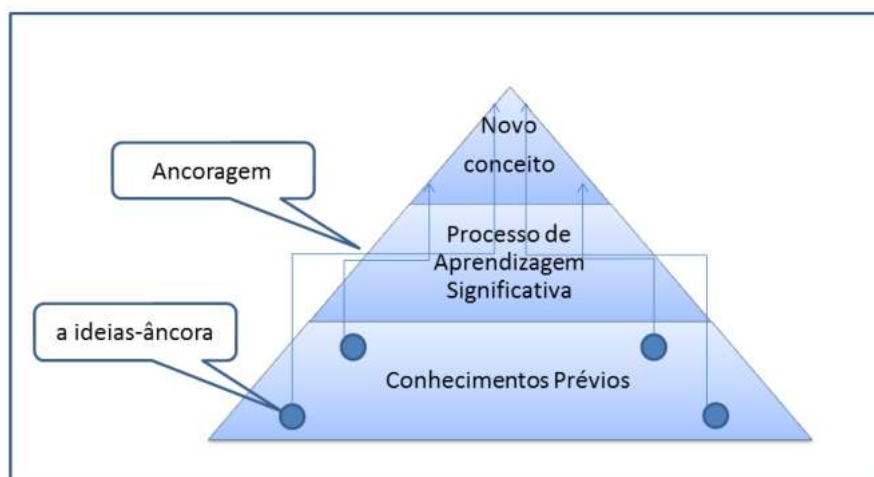 Novo
conceito
Ancoragem
Processo de
Aprendizagem
Significativa
a ideias-âncora
Conhecimentos Prévios